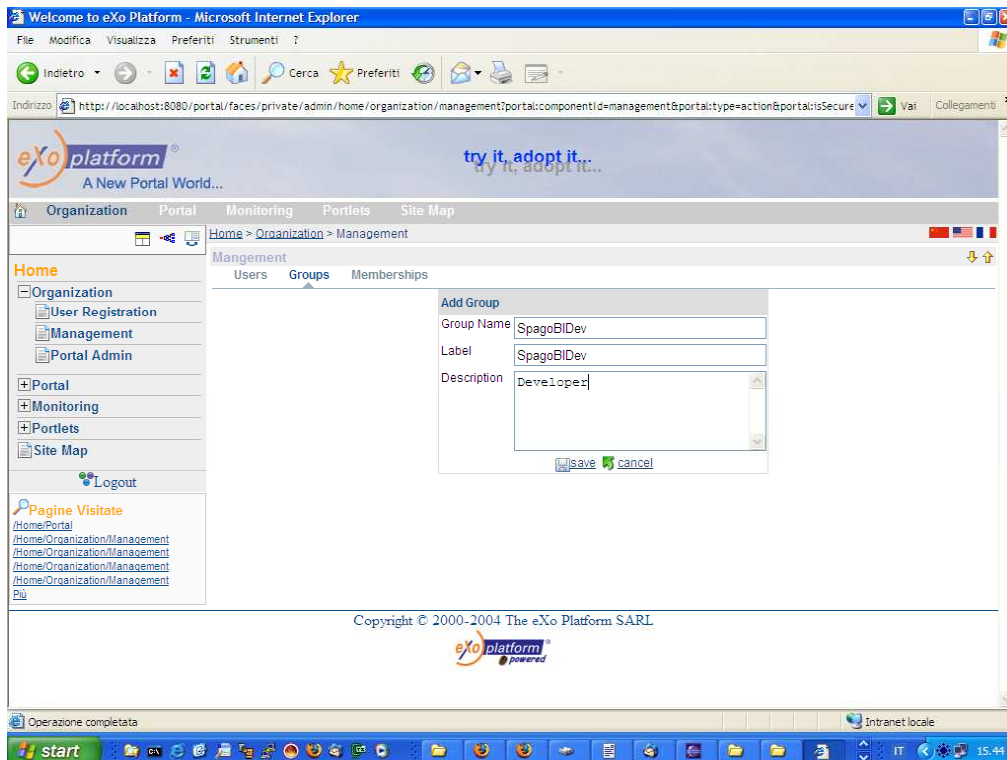 Welcome to eXo Platform - Microsoft Internet Explorer
File Modifica Visualizza Preferiti Strumenti ?
Indietro Cerca Preferiti
Indirizzo http://localhost:8080/portal/faces/private/admin/home/organization/management?portal:componentId=management&portal:type=action&portal:isSecure Vai Collegamenti
eXo platform ®
A New Portal World...
try it, adopt it...
try it, adopt it...
Organization Portal Monitoring Portlets Site Map
Home > Organization > Management
Mangement
Users Groups Memberships
Home
Organization
User Registration
Management
Portal Admin
Portal
Monitoring
Portlets
Site Map
Logout
Pagine Visitate
/Home/Portal
/Home/Organization/Management
/Home/Organization/Management
/Home/Organization/Management
/Home/Organization/Management
Più
Add Group
Group Name SpagoBIDev
Label SpagoBIDev
Description Developer
save cancel
Copyright © 2000-2004 The eXo Platform SARL
eXo platform ®
powered
Operazione completata Intranet locale
start IT 15.44